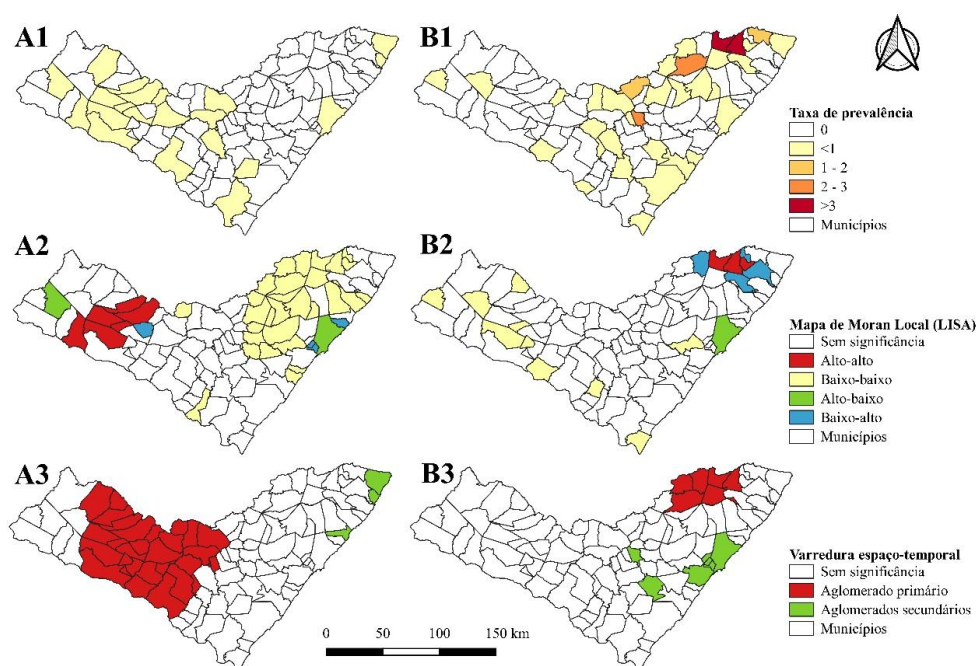 A1
B1
Taxa de prevalência
0
<1
1 - 2
2 - 3
>3
Municípios
A2
B2
Mapa de Moran Local (LISA)
Sem significância
Alto-alto
Baixo-baixo
Alto-baixo
Baixo-alto
Municípios
A3
B3
Varredura espaço-temporal
Sem significância
Aglomerado primário
Aglomerados secundários
Municípios
0 50 100 150 km